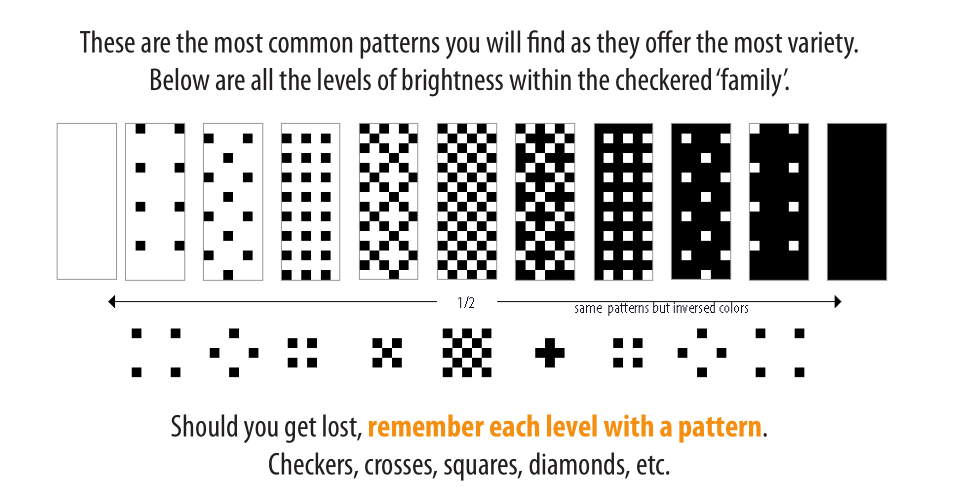 These are the most common patterns you will find as they offer the most variety.
Below are all the levels of brightness within the checkered ‘family’.
1/2
same patterns but inversed colors
Should you get lost, remember each level with a pattern.
Checkers, crosses, squares, diamonds, etc.